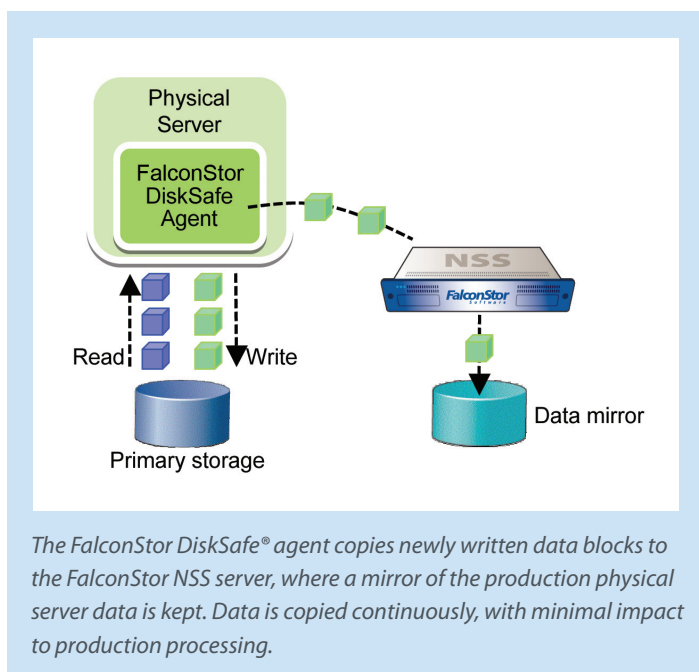 Physical
Server
FalconStor
DiskSafe
Agent
NSS
FalconStor
Software
Read
Write
Primary storage
Data mirror
The FalconStor DiskSafe® agent copies newly written data blocks to
the FalconStor NSS server, where a mirror of the production physical
server data is kept. Data is copied continuously, with minimal impact
to production processing.